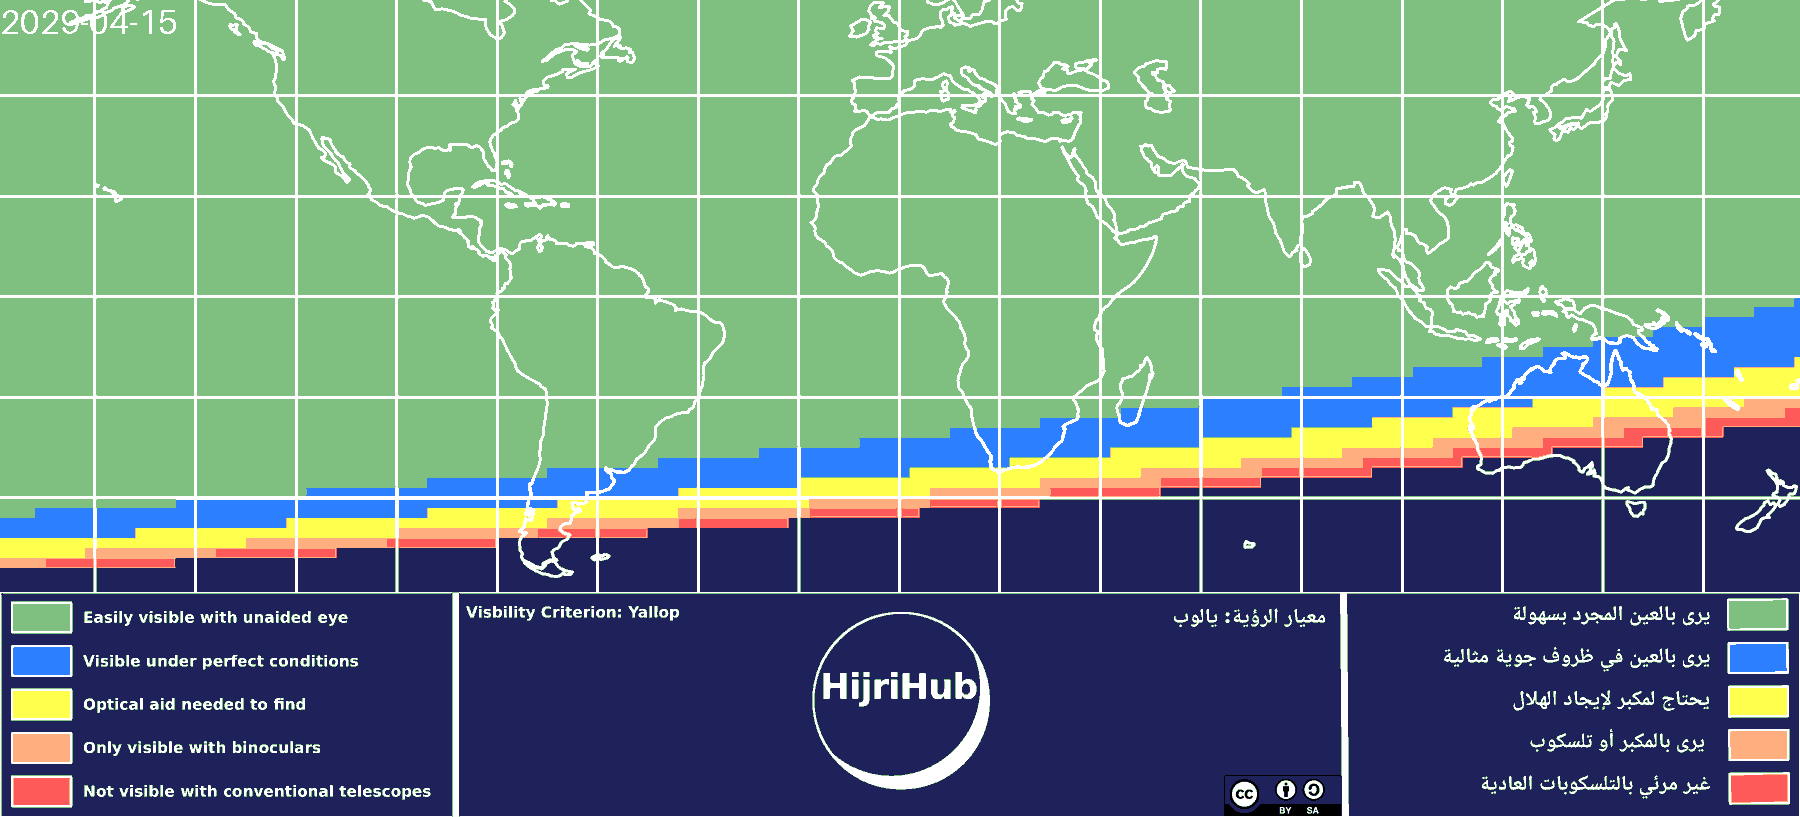 2029-04-15
Easily visible with unaided eye
Visible under perfect conditions
Optical aid needed to find
Only visible with binoculars
Not visible with conventional telescopes
Visbility Criterion: Yallop
معيار الرؤية: يالوب
HijriHub
cc
BY SA
يرى بالعين المجرد بسهولة
يرى بالعين في ظروف جوية مثالية
يحتاج لمكبر لإيجاد الهلال
يرى بالمكبر أو تلسكوب
غير مرئي بالتلسكوبات العادية